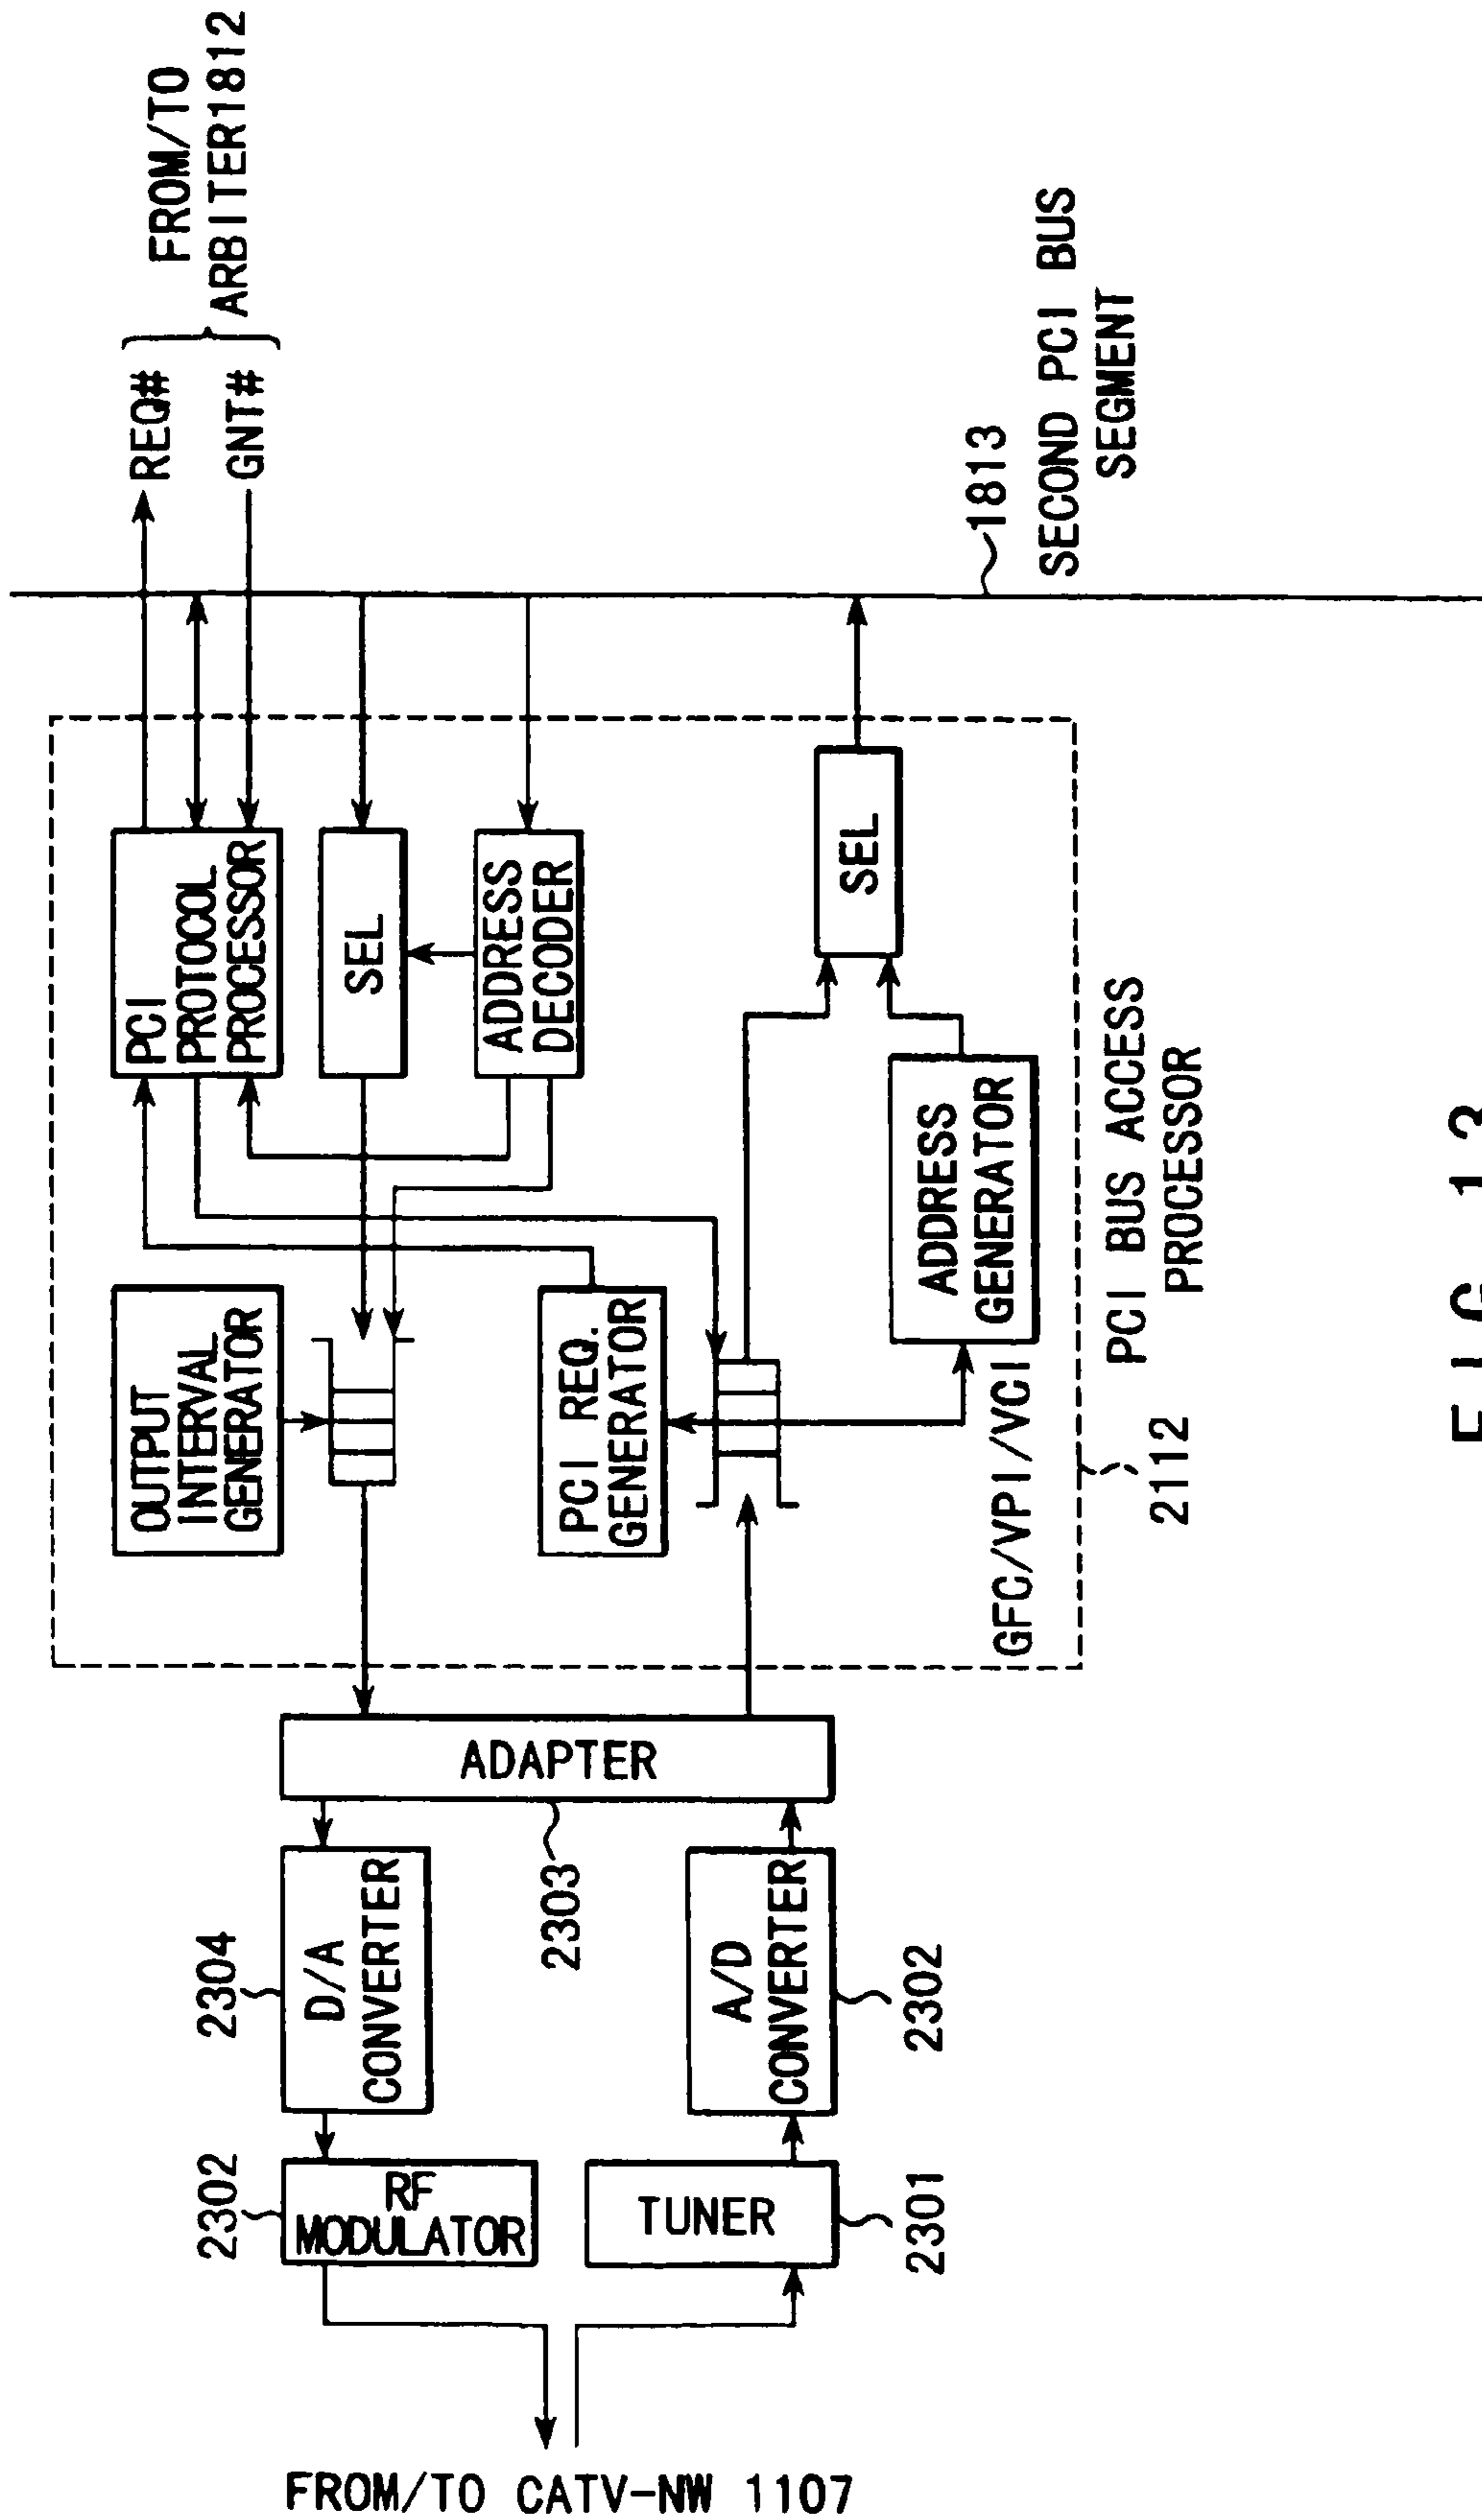 FROM/TO
ARBITER1812
REQ#
GNT#
1813
SECOND PCI BUS
SEGMENT
PCI
PROTOCOL
PROCESSOR
SEL
ADDRESS
DECODER
SEL
OUTPUT
INTERVAL
GENERATOR
PCI REQ.
GENERATOR
ADDRESS
GENERATOR
GFC/VPI/VCI
PCI BUS ACCESS
PROCESSOR
2112
ADAPTER
2303
D/A
CONVERTER
2304
A/D
CONVERTER
2302
RF
MODULATOR
2302
TUNER
2301
FROM/TO CATV-NW 1107